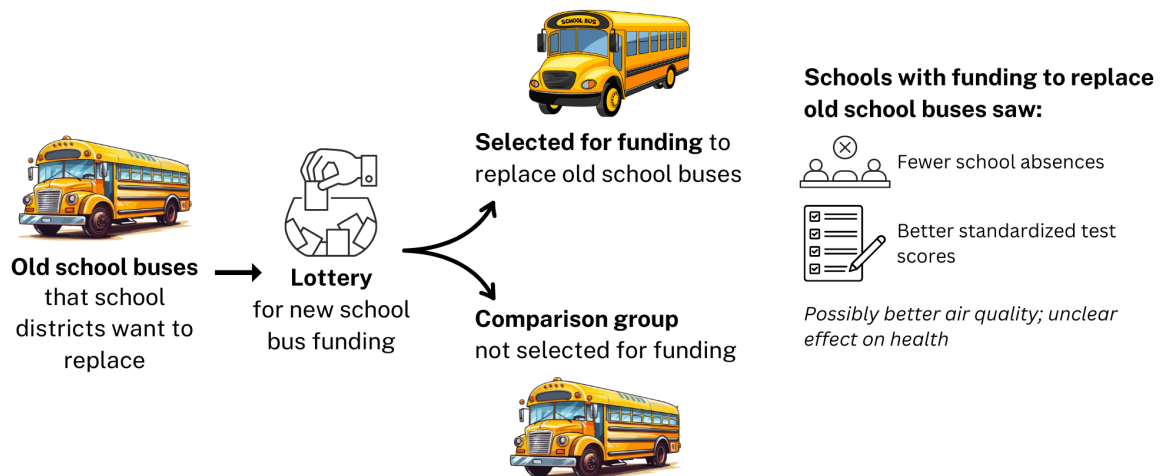 Old school buses
that school
districts want to
replace
Lottery
for new school
bus funding
SCHOOL BUS
Selected for funding to
replace old school buses
Comparison group
not selected for funding
Schools with funding to replace
old school buses saw:
Fewer school absences
Better standardized test
scores
Possibly better air quality; unclear
effect on health